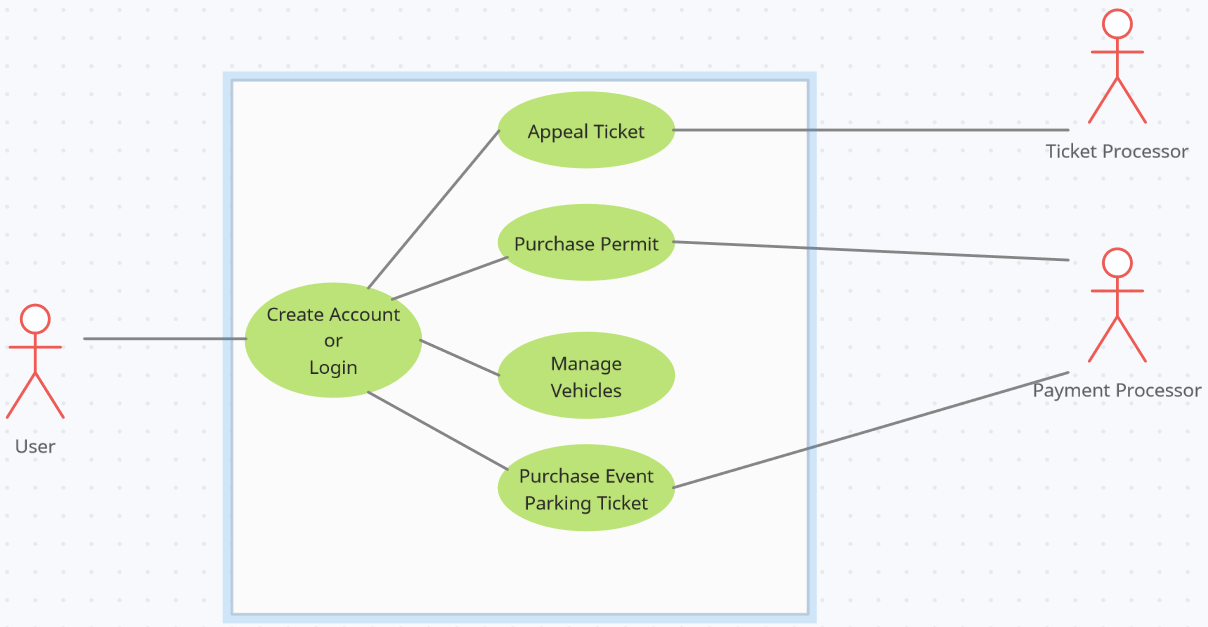 Appeal Ticket
Ticket Processor
Purchase Permit
Create Account
or
Login
Manage
Vehicles
Payment Processor
User
Purchase Event
Parking Ticket